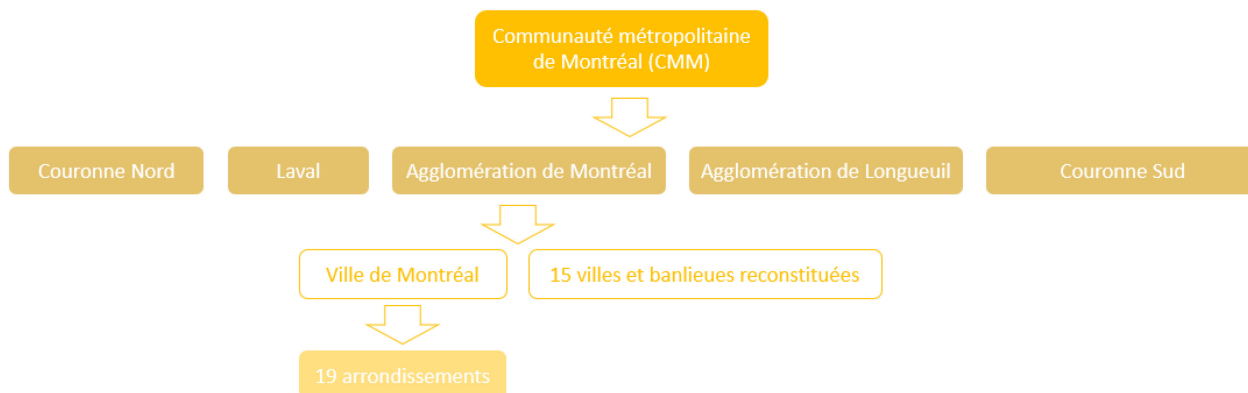 Communauté métropolitaine
de Montréal (CMM)
Couronne Nord
Laval
Agglomération de Montréal
Agglomération de Longueuil
Couronne Sud
Ville de Montréal
15 villes et banlieues reconstituées
19 arrondissements